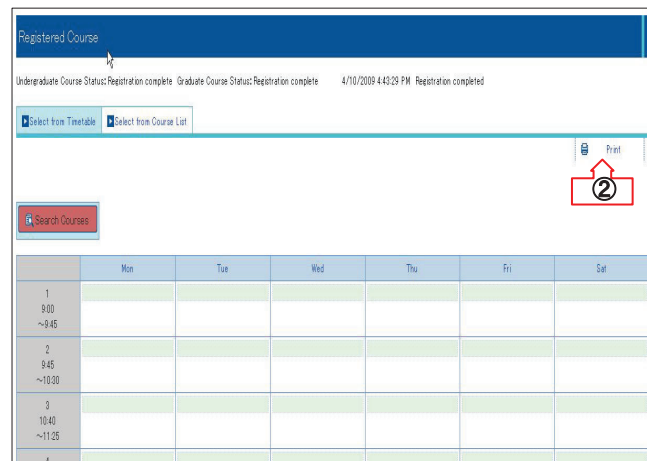 Registered Course
Undergraduate Course Status: Registration complete Graduate Course Status: Registration complete 4/10/2009 4:43:29 PM Registration completed
Select from Timetable Select from Course List
Print
②
Search Courses
Mon Tue Wed Thu Fri Sat
1
9:00
～9:45
2
9:45
～10:30
3
10:40
～11:25